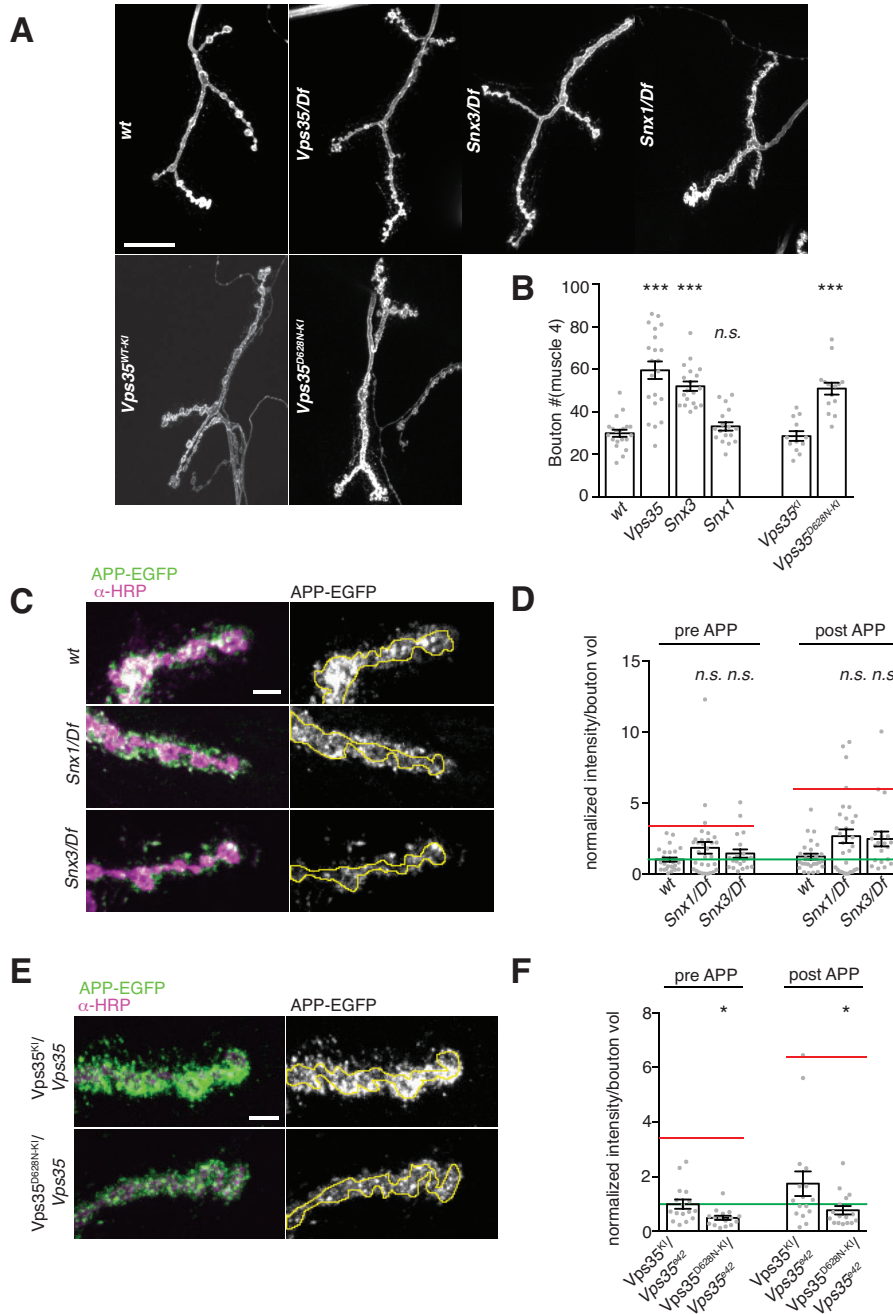 A
wt
Vps35/Df
Snx3/Df
Snx1/Df
Vps35WT-KI
Vps35D628N-KI
B
Bouton #(muscle 4)
100
80
60
40
20
0
***
***
n.s.
***
wt
Vps35
Snx3
Snx1
Vps35KI
Vps35D628N-KI
C
APP-EGFP
α-HRP
APP-EGFP
wt
Snx1/Df
Snx3/Df
D
pre APP
post APP
normalized intensity/bouton vol
15
10
5
0
n.s. n.s.
n.s. n.s
wt
Snx1/Df
Snx3/Df
wt
Snx1/Df
Snx3/Df
E
APP-EGFP
α-HRP
APP-EGFP
Vps35KI/
Vps35
Vps35D628N-KI/
Vps35
F
pre APP
post APP
normalized intensity/bouton vol
8
6
4
2
0
*
*
Vps35KI/
Vps35e42
Vps35D628N-KI/
Vps35e42
Vps35KI/
Vps35e42
Vps35D628N-KI/
Vps35e42